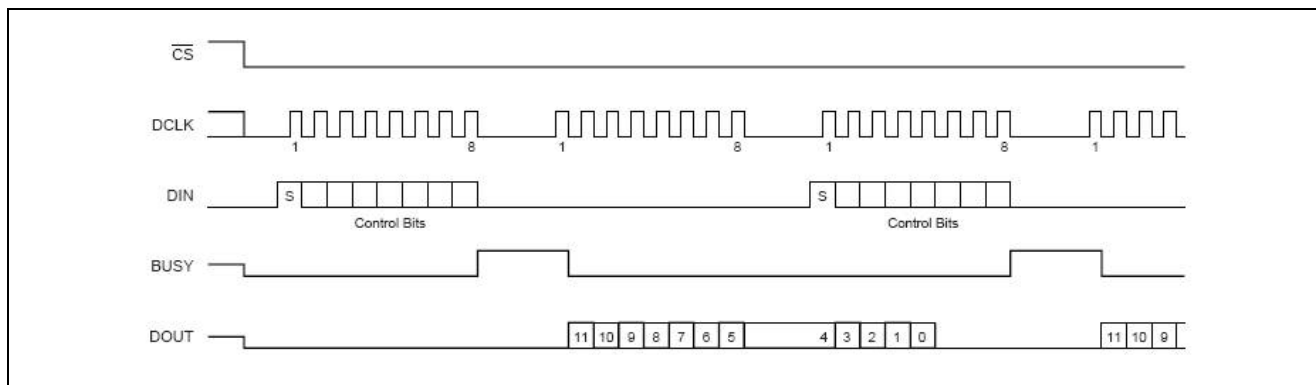 CS
DCLK
1 8 1 8 1 8 1
DIN S S
Control Bits Control Bits
BUSY
DOUT 11 10 9 8 7 6 5 4 3 2 1 0 11 10 9